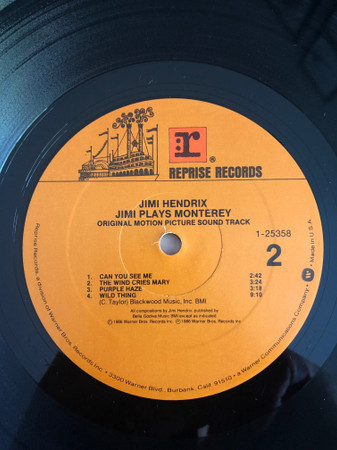 r®
REPRISE RECORDS
JIMI HENDRIX
JIMI PLAYS MONTEREY
ORIGINAL MOTION PICTURE SOUND TRACK
1-25358
2
1. CAN YOU SEE ME 2:42
2. THE WIND CRIES MARY 3:24
3. PURPLE HAZE 3:18
4. WILD THING 9:10
(C. Taylor) Blackwood Music, Inc. BMI
All compositions by Jimi Hendrix, published by
Bella Godiva Music BMI except as indicated
℗ 1986 Warner Bros. Records Inc. © 1986 Warner Bros. Records Inc.
Reprise Records, a division of Warner Bros. Records Inc. • 3300 Warner Blvd., Burbank, Calif. 91510 • a Warner Communications Company • W • Made in U.S.A.